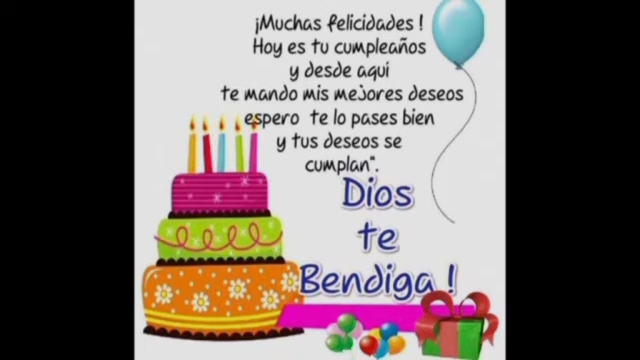 ¡Muchas felicidades !
Hoy es tu cumpleaños
y desde aqui
te mando mis mejores deseos
espero te lo pases bien
y tus deseos se
cumplan".
Dios
te
Bendiga !